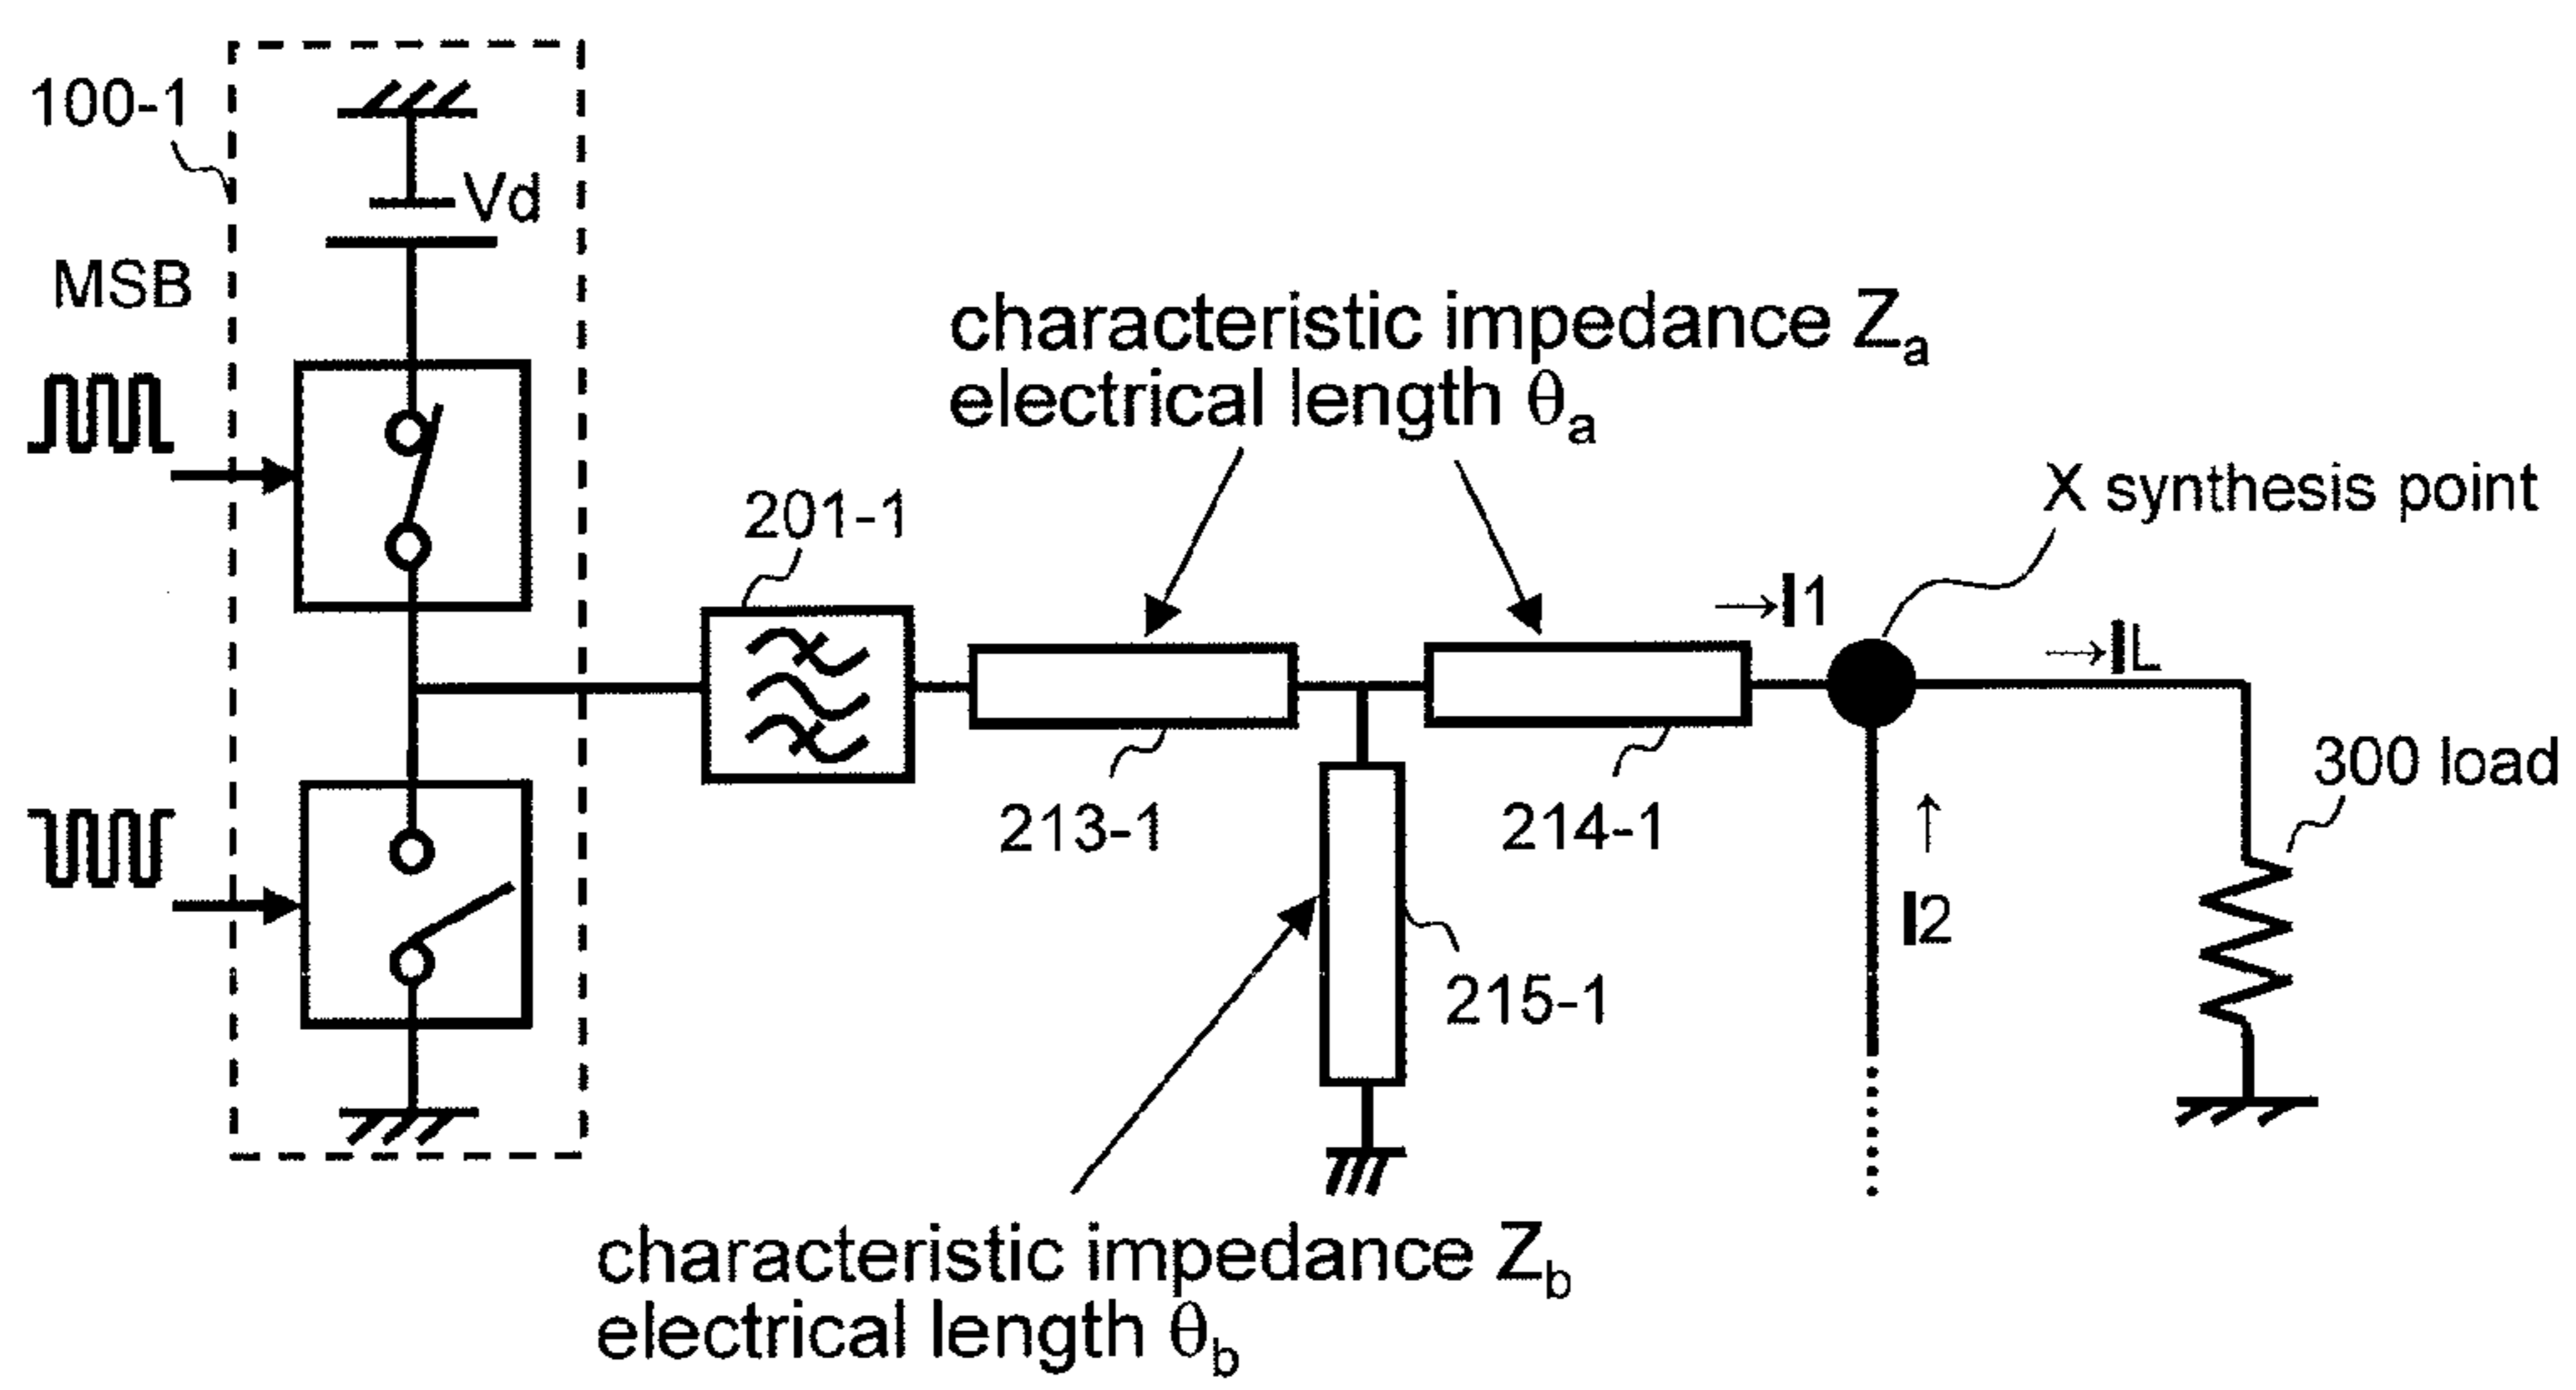 100-1
Vd
MSB
characteristic impedance Za
electrical length θa
201-1
X synthesis point
→I1
→IL
300 load
213-1
214-1
↑
I2
215-1
characteristic impedance Zb
electrical length θb